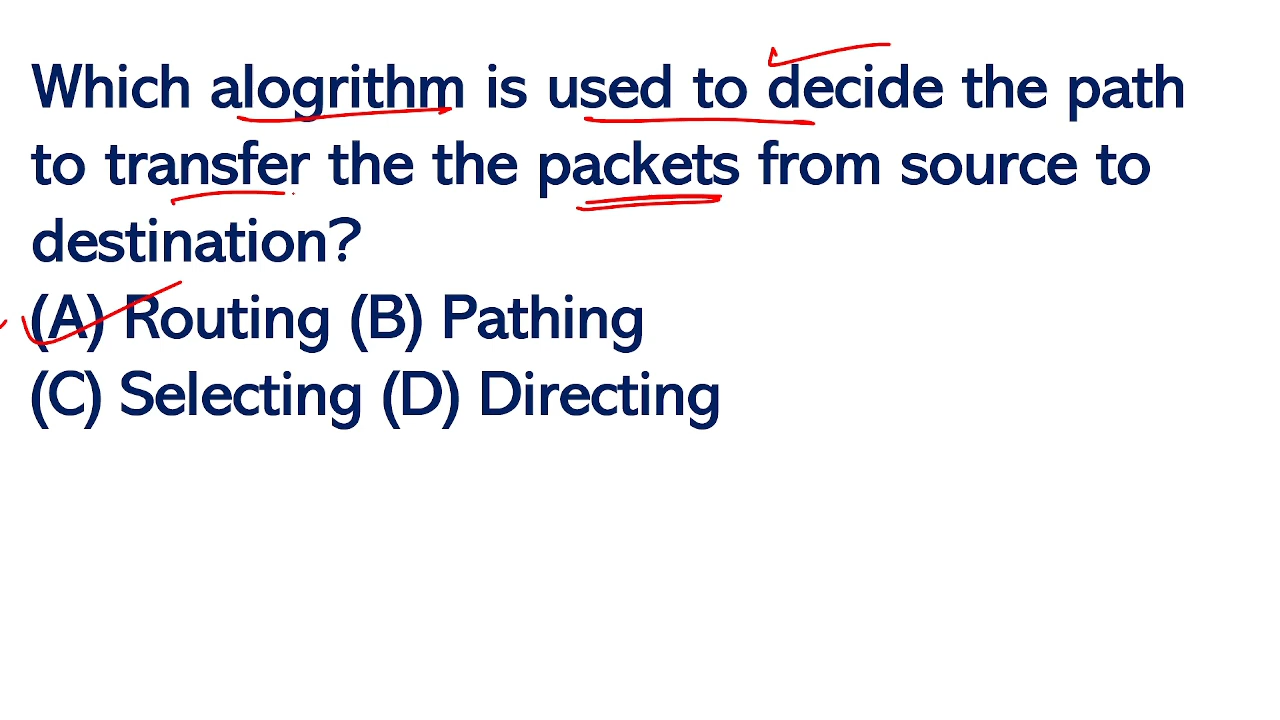 Which alogrithm is used to decide the path
to transfer the the packets from source to
destination?
(A) Routing (B) Pathing
(C) Selecting (D) Directing